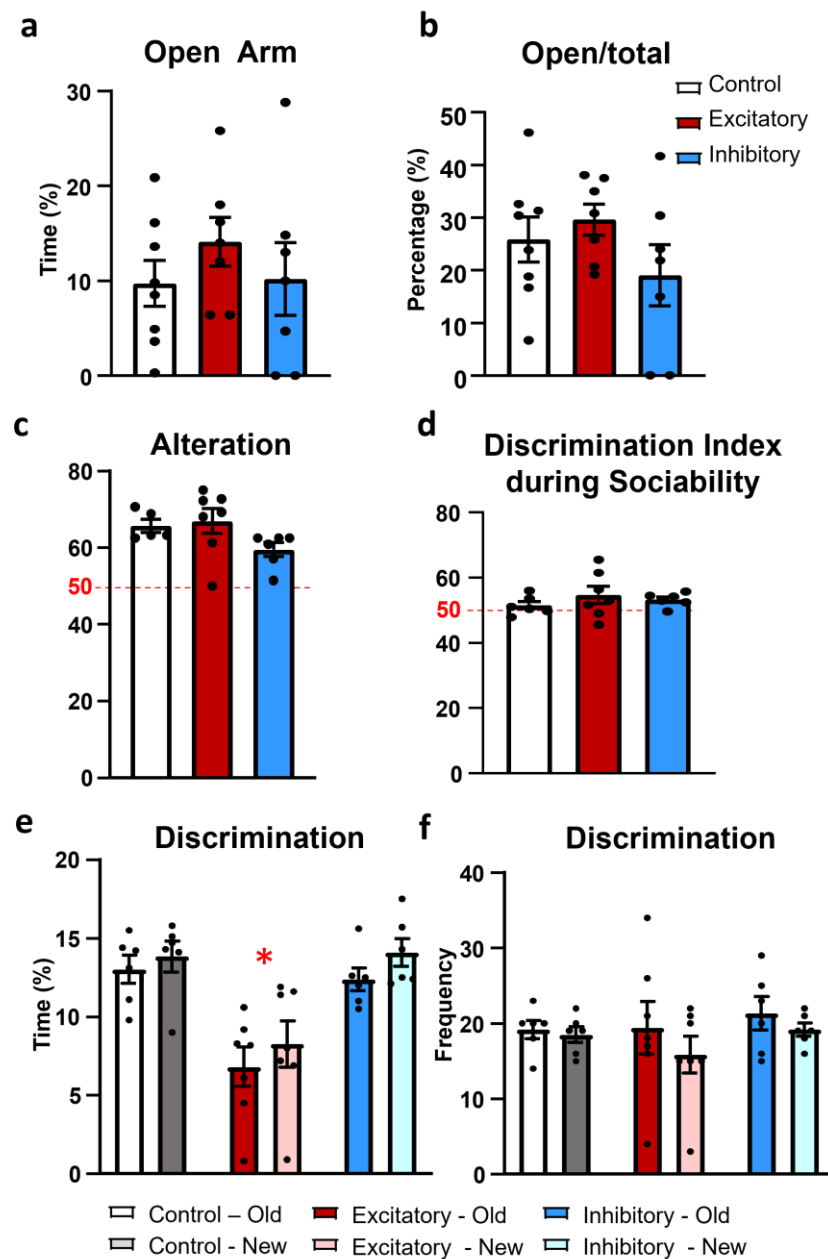 a
Open Arm
Time (%)
30
20
10
0
b
Open/total
Control
Excitatory
Inhibitory
Percentage (%)
50
40
30
20
10
0
c
Alteration
80
60
50
40
20
0
d
Discrimination Index
during Sociability
80
60
50
40
20
0
e
Discrimination
Time (%)
20
15
10
5
0
*
f
Discrimination
Frequency
40
30
20
10
0
Control – Old
Excitatory - Old
Inhibitory - Old
Control - New
Excitatory - New
Inhibitory - New